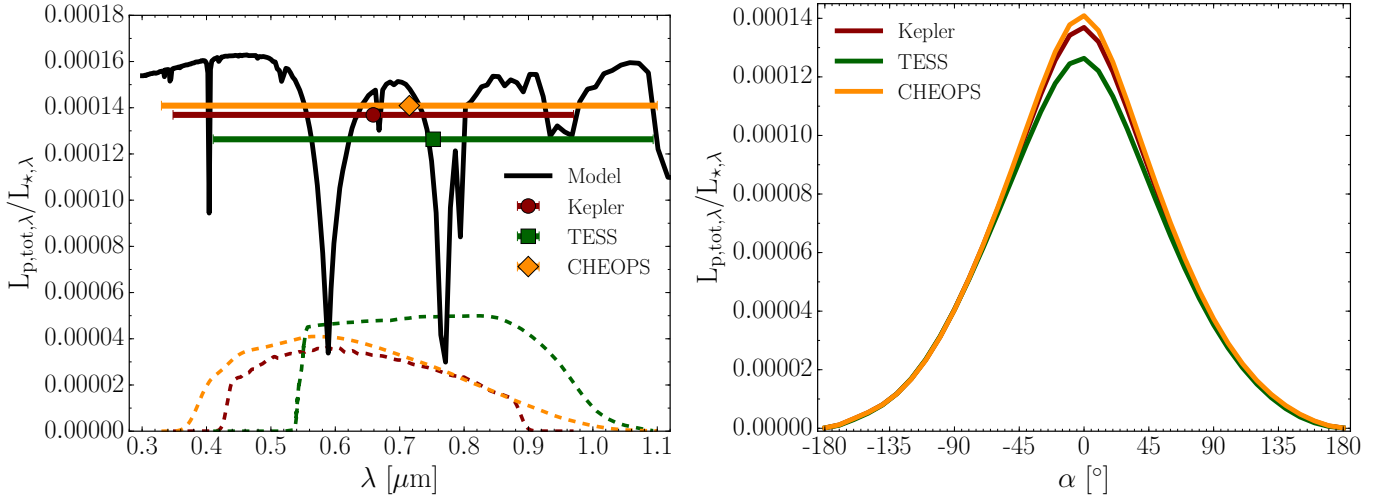 0.00018
0.00016
0.00014
0.00012
0.00010
0.00008
0.00006
0.00004
0.00002
0.00000
L_{p,tot,λ}/L_{⋆,λ}
Model
Kepler
TESS
CHEOPS
0.3 0.4 0.5 0.6 0.7 0.8 0.9 1.0 1.1
λ [μm]
0.00014
0.00012
0.00010
0.00008
0.00006
0.00004
0.00002
0.00000
L_{p,tot,λ}/L_{⋆,λ}
Kepler
TESS
CHEOPS
-180 -135 -90 -45 0 45 90 135 180
α [°]